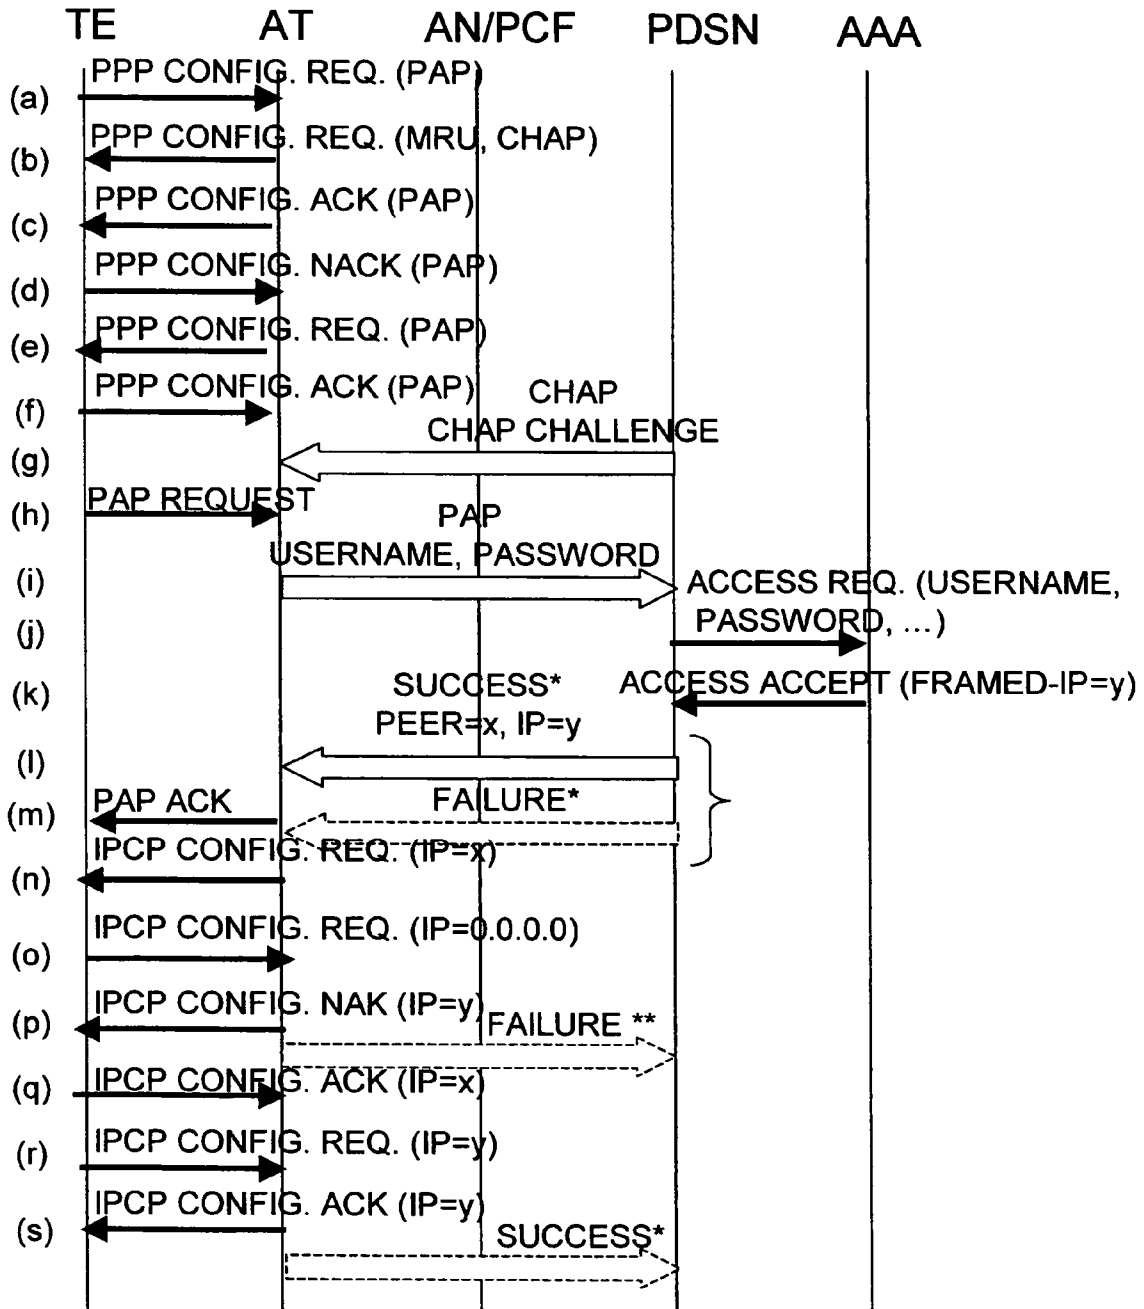 TE AT AN/PCF PDSN AAA
(a) PPP CONFIG. REQ. (PAP)
(b) PPP CONFIG. REQ. (MRU, CHAP)
(c) PPP CONFIG. ACK (PAP)
(d) PPP CONFIG. NACK (PAP)
(e) PPP CONFIG. REQ. (PAP)
(f) PPP CONFIG. ACK (PAP)
CHAP
CHAP CHALLENGE
(g)
(h) PAP REQUEST
PAP
USERNAME, PASSWORD
(i) ACCESS REQ. (USERNAME,
PASSWORD, ...)
(j)
(k) ACCESS ACCEPT (FRAMED-IP=y)
SUCCESS*
PEER=x, IP=y
(l)
(m) PAP ACK
FAILURE*
(n) IPCP CONFIG. REQ. (IP=x)
(o) IPCP CONFIG. REQ. (IP=0.0.0.0)
(p) IPCP CONFIG. NAK (IP=y)
FAILURE **
(q) IPCP CONFIG. ACK (IP=x)
(r) IPCP CONFIG. REQ. (IP=y)
(s) IPCP CONFIG. ACK (IP=y)
SUCCESS*